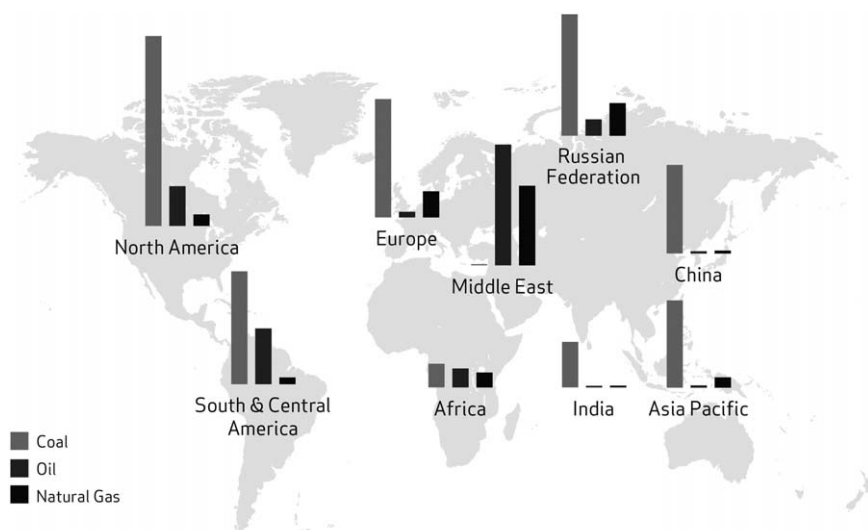 Russian
Federation
North America
Europe
Middle East
China
South & Central
America
Africa
India
Asia Pacific
Coal
Oil
Natural Gas